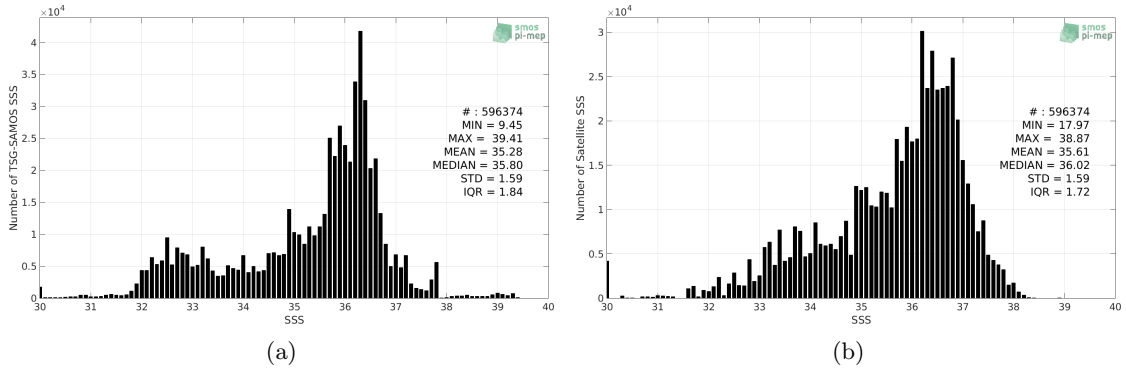 ×10⁴
smos
pi-mep
4
3.5
3
2.5
2
1.5
1
0.5
0
Number of TSG-SAMOS SSS
# : 596374
MIN = 9.45
MAX = 39.41
MEAN = 35.28
MEDIAN = 35.80
STD = 1.59
IQR = 1.84
30 31 32 33 34 35 36 37 38 39 40
SSS
(a)
×10⁴
smos
pi-mep
3
2.5
2
1.5
1
0.5
0
Number of Satellite SSS
# : 596374
MIN = 17.97
MAX = 38.87
MEAN = 35.61
MEDIAN = 36.02
STD = 1.59
IQR = 1.72
30 31 32 33 34 35 36 37 38 39 40
SSS
(b)